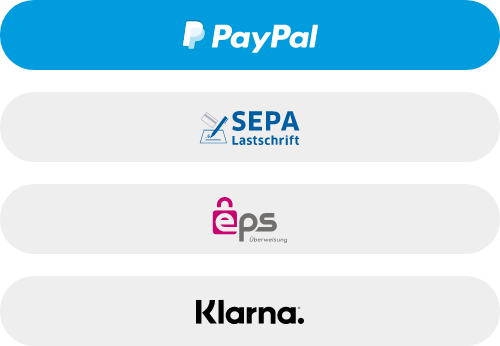 PayPal
SEPA
Lastschrift
eps
Überweisung
Klarna.